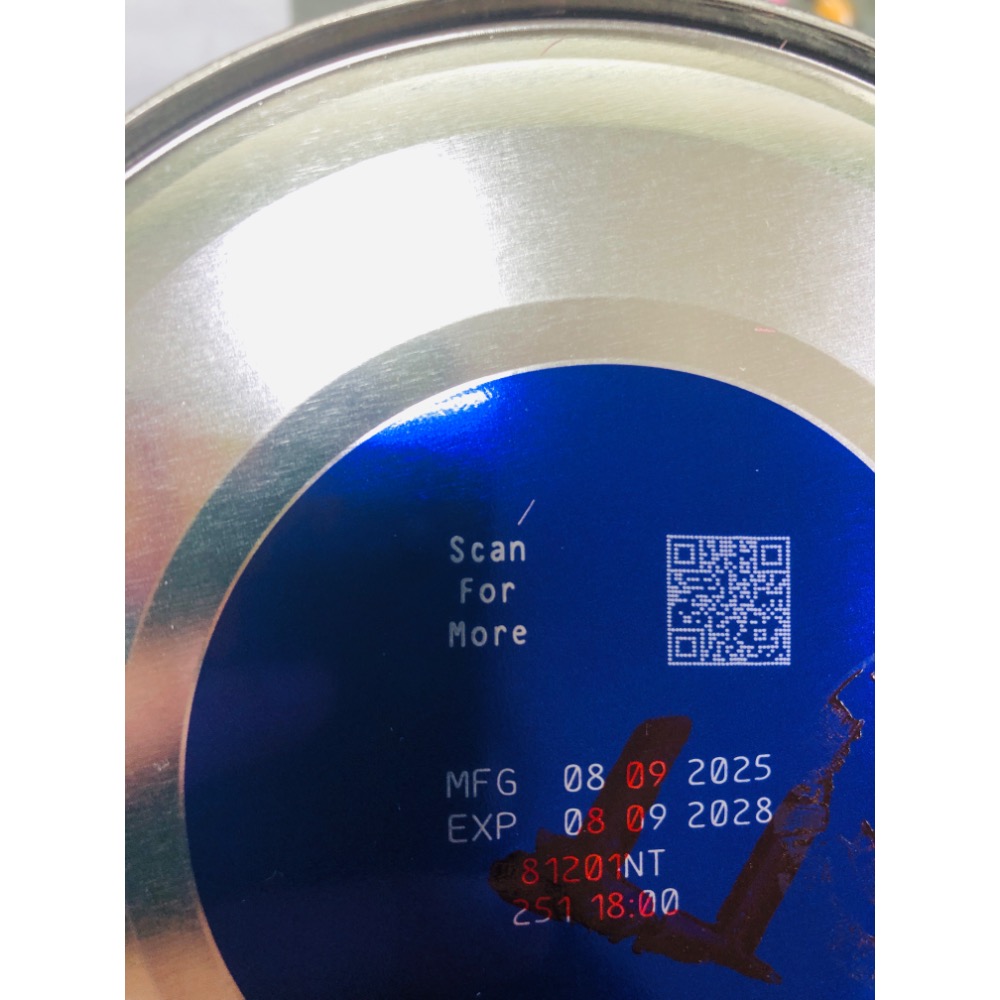 Scan
For
More
MFG 08 09 2025
EXP 08 09 2028
81201NT
251 18:00